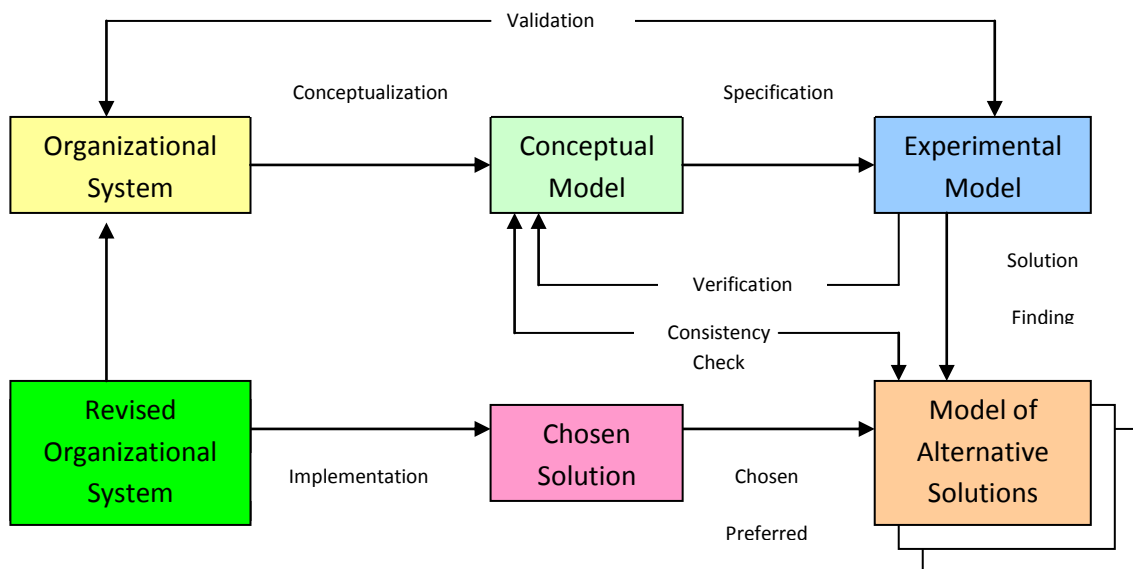 Validation
Conceptualization
Specification
Organizational
System
Conceptual
Model
Experimental
Model
Verification
Solution
Finding
Consistency
Check
Revised
Organizational
System
Chosen
Solution
Model of
Alternative
Solutions
Implementation
Chosen
Preferred